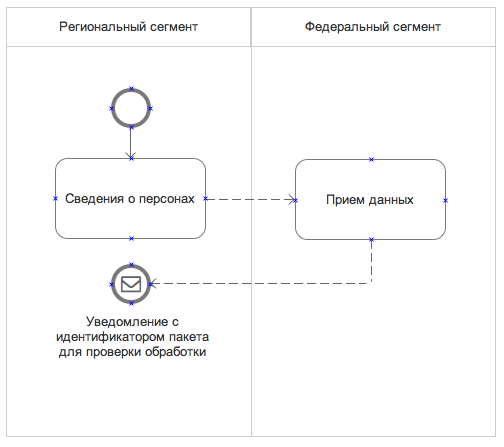 Региональный сегмент
Федеральный сегмент
Сведения о персонах
Прием данных
Уведомление с
идентификатором пакета
для проверки обработки